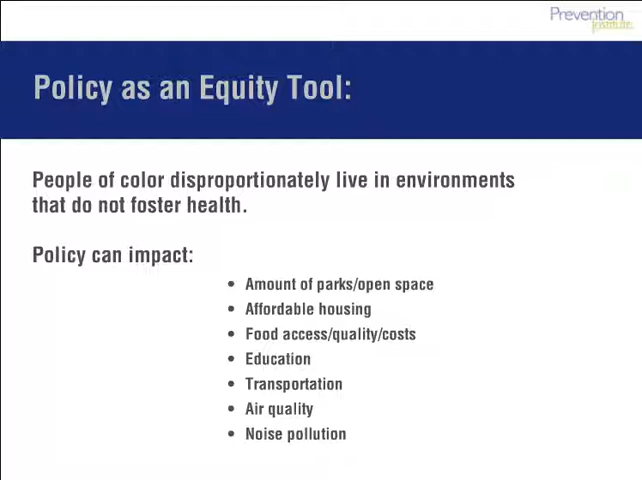 Prevention
Institute
Policy as an Equity Tool:
People of color disproportionately live in environments
that do not foster health.
Policy can impact:
• Amount of parks/open space
• Affordable housing
• Food access/quality/costs
• Education
• Transportation
• Air quality
• Noise pollution